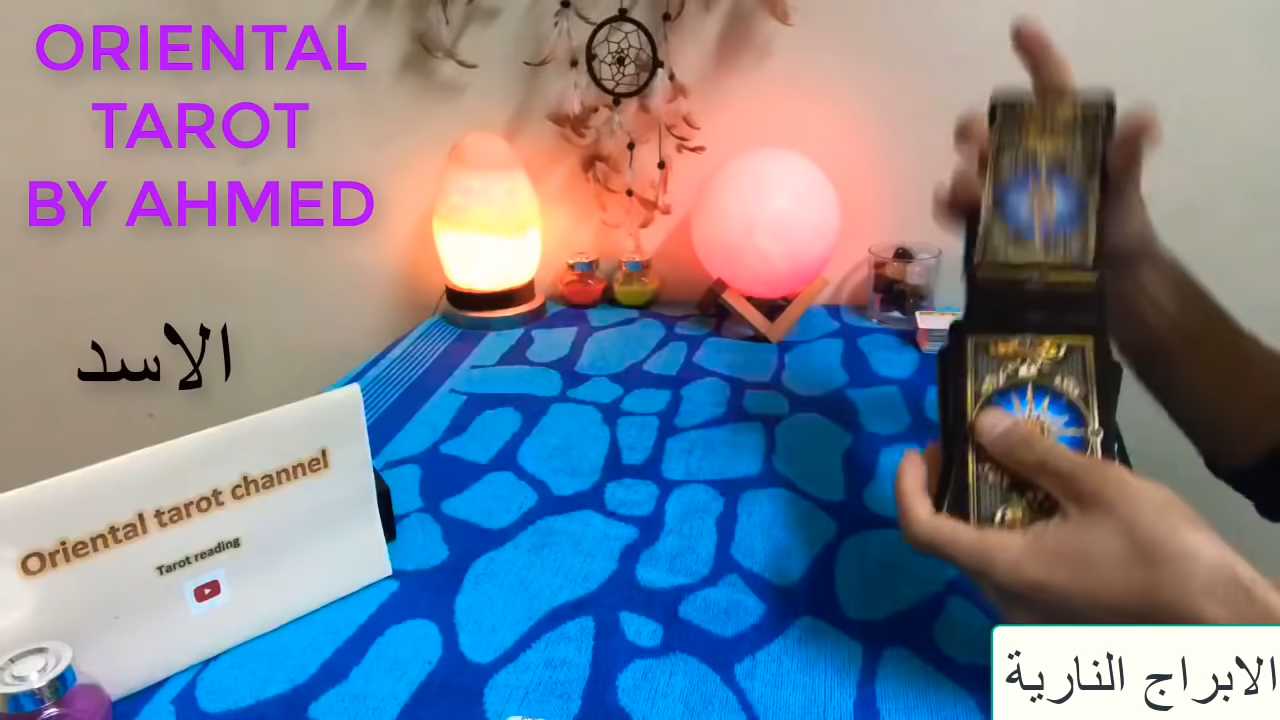 ORIENTAL
TAROT
BY AHMED
الاسد
Oriental tarot channel
Tarot reading
الابراج النارية